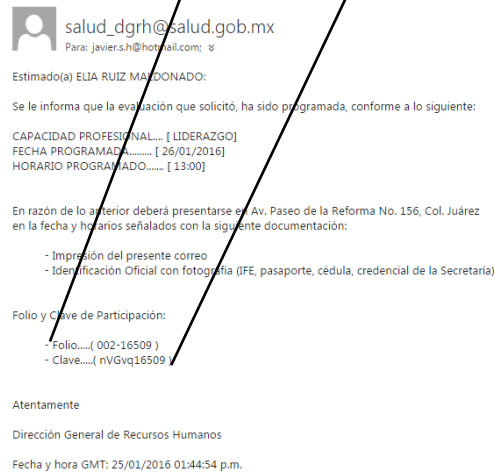 salud_dgrh@salud.gob.mx
Para: javier.s.h@hotmail.com;
Estimado(a) ELIA RUIZ MALDONADO:
Se le informa que la evaluación que solicitó, ha sido programada, conforme a lo siguiente:
CAPACIDAD PROFESIONAL.... [ LIDERAZGO]
FECHA PROGRAMADA......... [ 26/01/2016]
HORARIO PROGRAMADO....... [ 13:00]
En razón de lo anterior deberá presentarse en Av. Paseo de la Reforma No. 156, Col. Juárez
en la fecha y horarios señalados con la siguiente documentación:
- Impresión del presente correo
- Identificación Oficial con fotografía (IFE, pasaporte, cédula, credencial de la Secretaría)
Folio y Clave de Participación:
- Folio.....( 002-16509 )
- Clave.....( nVGvq16509 )
Atentamente
Dirección General de Recursos Humanos
Fecha y hora GMT: 25/01/2016 01:44:54 p.m.